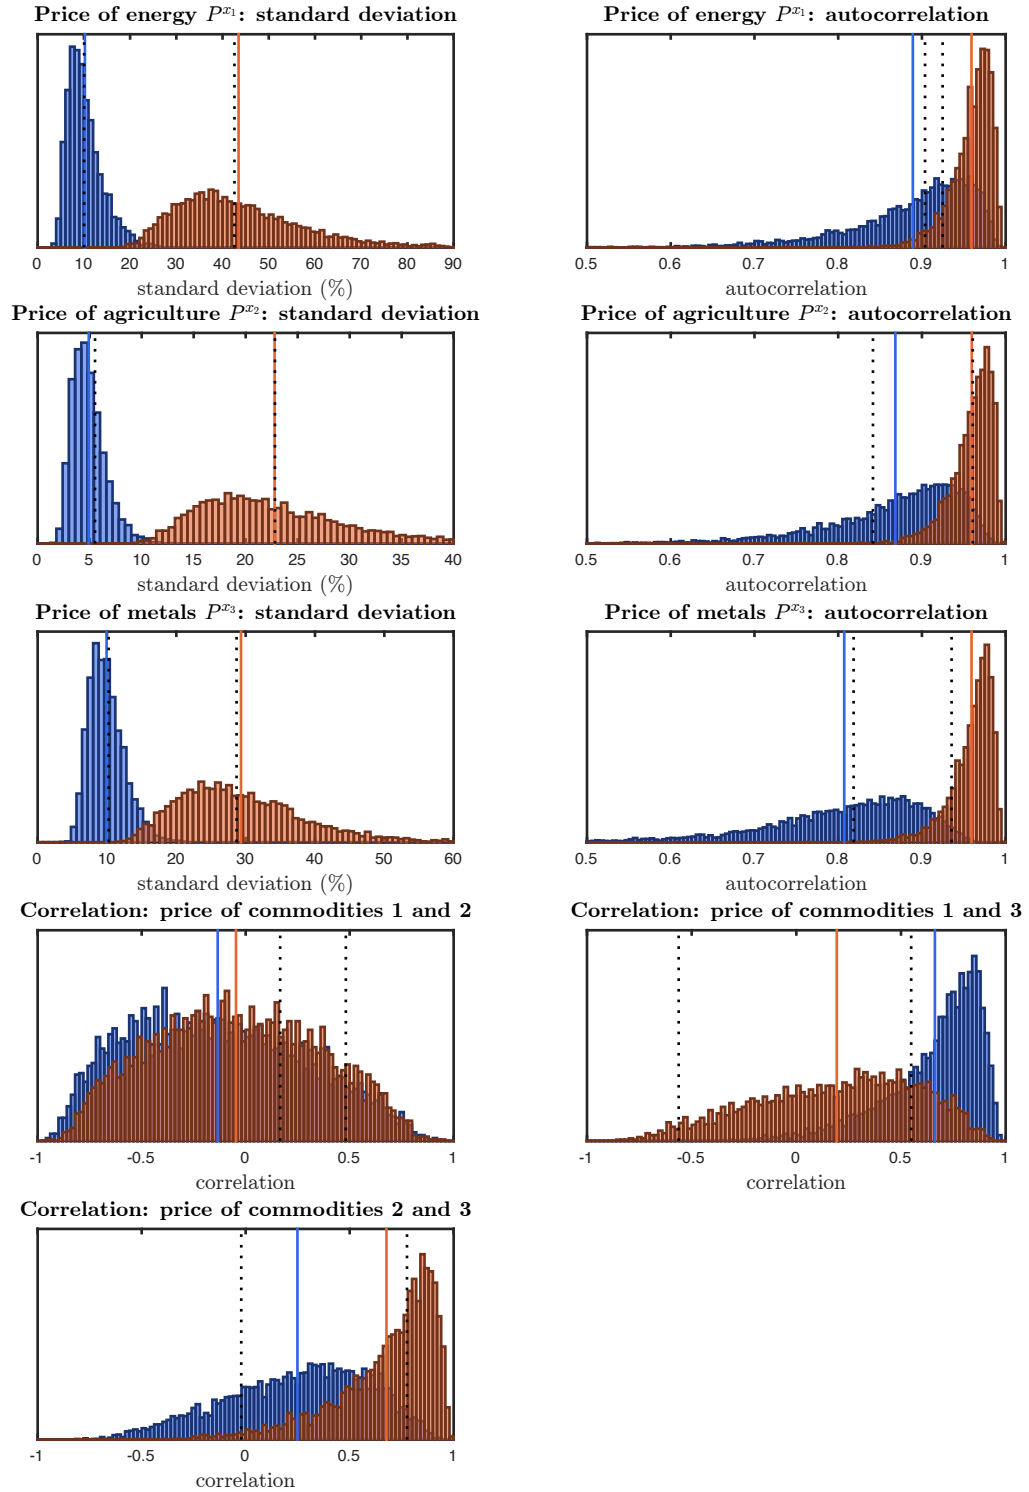 Price of energy P^{x_1}: standard deviation
0 10 20 30 40 50 60 70 80 90
standard deviation (%)
Price of energy P^{x_1}: autocorrelation
0.5 0.6 0.7 0.8 0.9 1
autocorrelation
Price of agriculture P^{x_2}: standard deviation
0 5 10 15 20 25 30 35 40
standard deviation (%)
Price of agriculture P^{x_2}: autocorrelation
0.5 0.6 0.7 0.8 0.9 1
autocorrelation
Price of metals P^{x_3}: standard deviation
0 10 20 30 40 50 60
standard deviation (%)
Price of metals P^{x_3}: autocorrelation
0.5 0.6 0.7 0.8 0.9 1
autocorrelation
Correlation: price of commodities 1 and 2
-1 -0.5 0 0.5 1
correlation
Correlation: price of commodities 1 and 3
-1 -0.5 0 0.5 1
correlation
Correlation: price of commodities 2 and 3
-1 -0.5 0 0.5 1
correlation